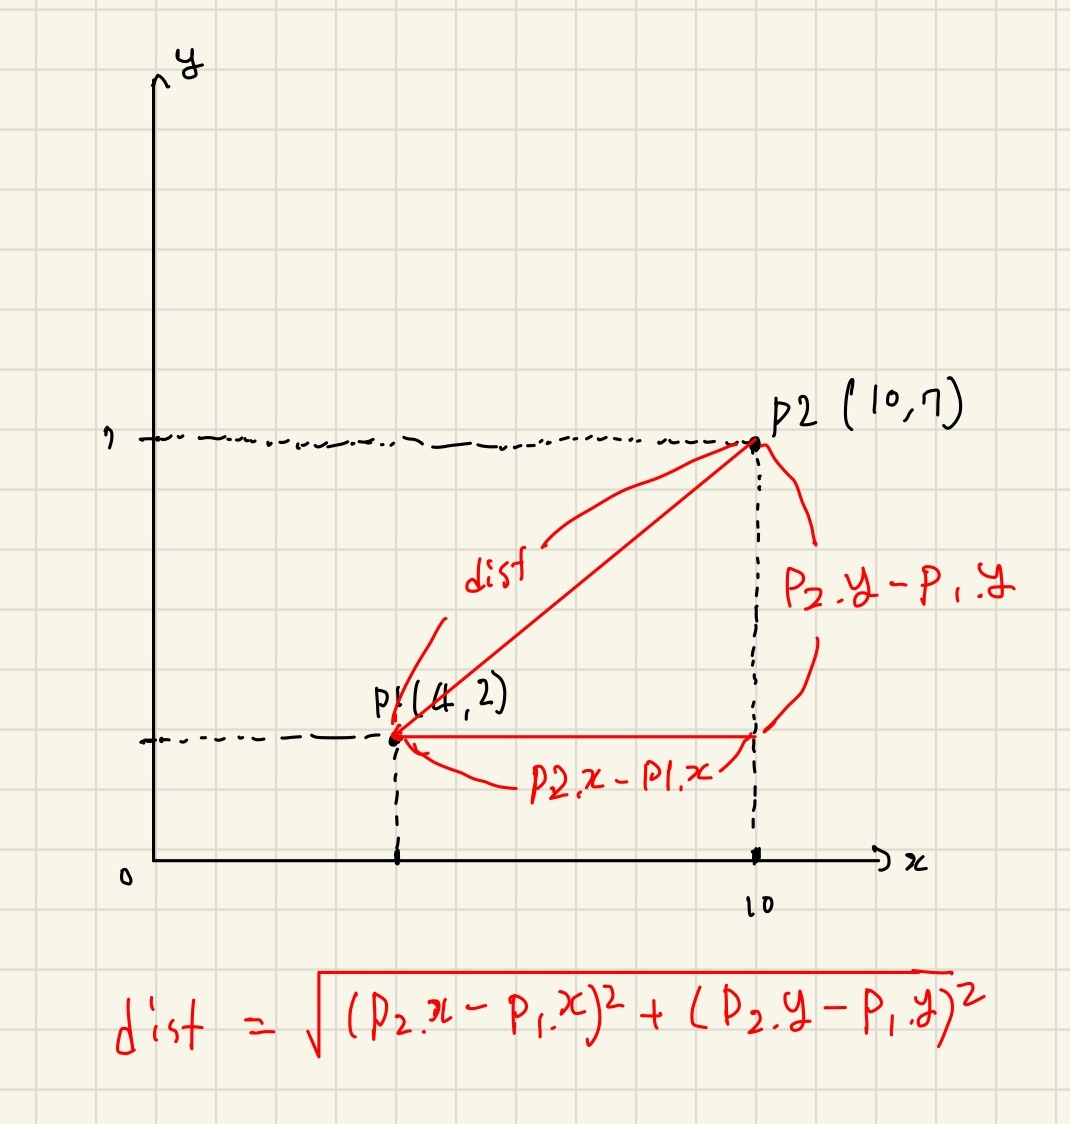 y
p2 (10,7)
7
dist
P2.y-P1.y
p1(4,2)
p2.x-p1.x
0
x
10
dist = √(P2.x-P1.x)²+(P2.y-P1.y)²